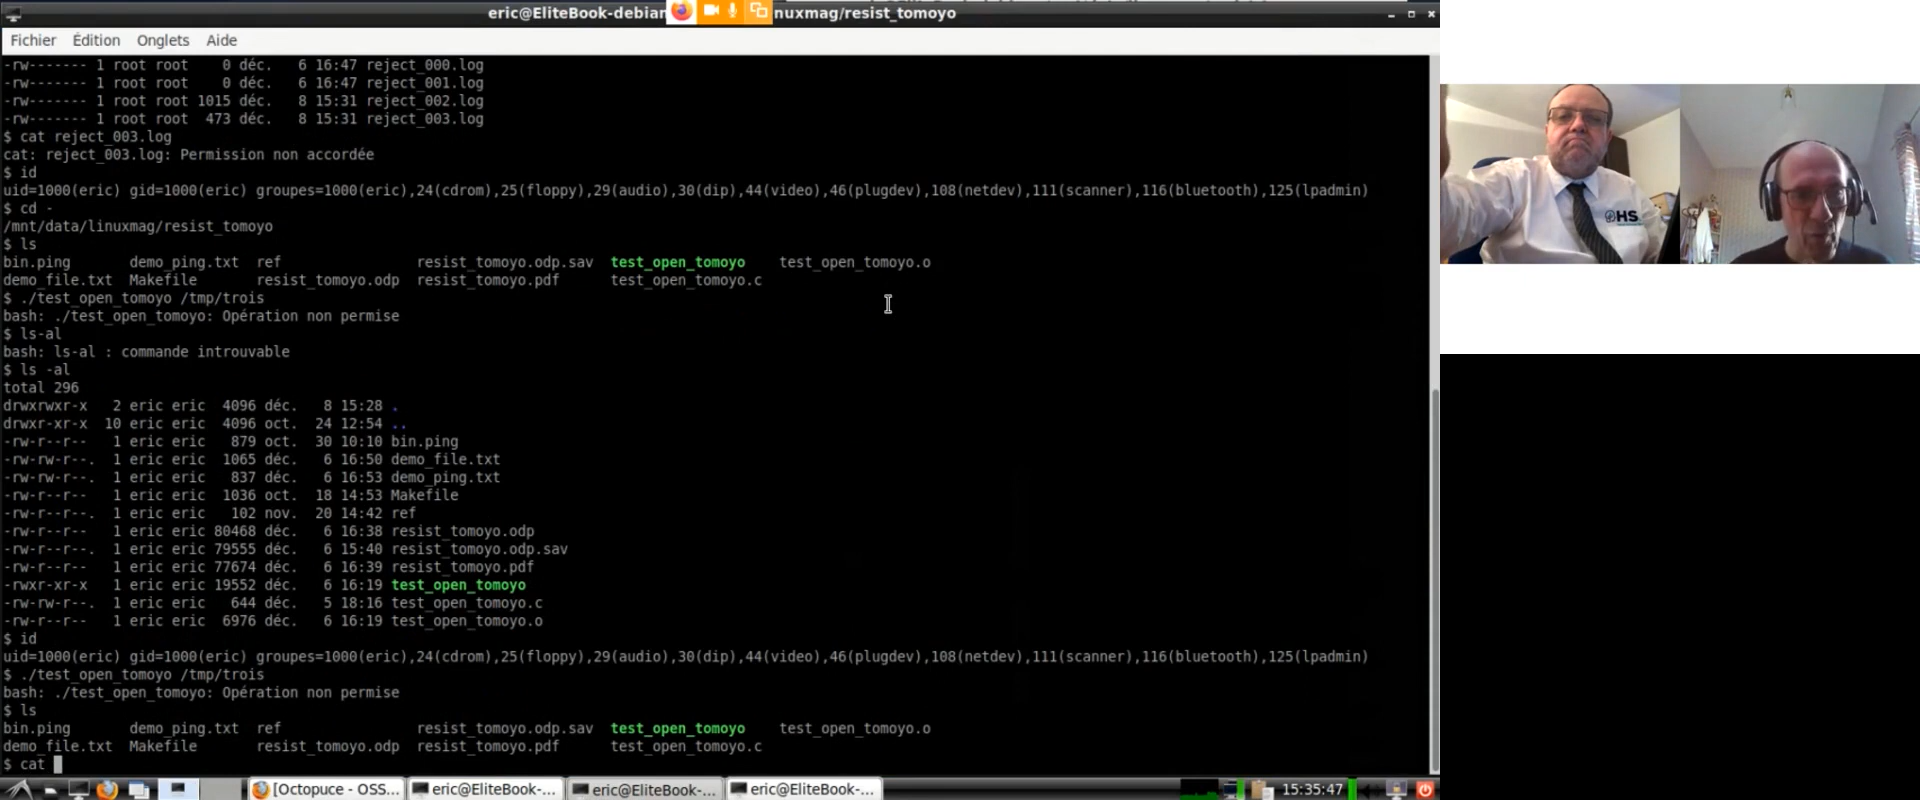 eric@EliteBook-debian nuxmag/resist_tomoyo
Fichier Édition Onglets Aide
-rw------- 1 root root 0 déc. 6 16:47 reject_000.log
-rw------- 1 root root 0 déc. 6 16:47 reject_001.log
-rw------- 1 root root 1015 déc. 8 15:31 reject_002.log
-rw------- 1 root root 473 déc. 8 15:31 reject_003.log
$ cat reject_003.log
cat: reject_003.log: Permission non accordée
$ id
uid=1000(eric) gid=1000(eric) groupes=1000(eric),24(cdrom),25(floppy),29(audio),30(dip),44(video),46(plugdev),108(netdev),111(scanner),116(bluetooth),125(lpadmin)
$ cd -
/mnt/data/linuxmag/resist_tomoyo
$ ls
bin.ping demo_ping.txt ref resist_tomoyo.odp.sav test_open_tomoyo test_open_tomoyo.o
demo_file.txt Makefile resist_tomoyo.odp resist_tomoyo.pdf test_open_tomoyo.c
$ ./test_open_tomoyo /tmp/trois
bash: ./test_open_tomoyo: Opération non permise
$ ls-al
bash: ls-al : commande introuvable
$ ls -al
total 296
drwxrwxr-x 2 eric eric 4096 déc. 8 15:28 .
drwxr-xr-x 10 eric eric 4096 oct. 24 12:54 ..
-rw-r--r-- 1 eric eric 879 oct. 30 10:10 bin.ping
-rw-rw-r--. 1 eric eric 1065 déc. 6 16:50 demo_file.txt
-rw-rw-r--. 1 eric eric 837 déc. 6 16:53 demo_ping.txt
-rw-r--r-- 1 eric eric 1036 oct. 18 14:53 Makefile
-rw-r--r--. 1 eric eric 102 nov. 20 14:42 ref
-rw-r--r-- 1 eric eric 80468 déc. 6 16:38 resist_tomoyo.odp
-rw-r--r--. 1 eric eric 79555 déc. 6 15:40 resist_tomoyo.odp.sav
-rw-r--r-- 1 eric eric 77674 déc. 6 16:39 resist_tomoyo.pdf
-rwxr-xr-x 1 eric eric 19552 déc. 6 16:19 test_open_tomoyo
-rw-rw-r--. 1 eric eric 644 déc. 5 18:16 test_open_tomoyo.c
-rw-r--r-- 1 eric eric 6976 déc. 6 16:19 test_open_tomoyo.o
$ id
uid=1000(eric) gid=1000(eric) groupes=1000(eric),24(cdrom),25(floppy),29(audio),30(dip),44(video),46(plugdev),108(netdev),111(scanner),116(bluetooth),125(lpadmin)
$ ./test_open_tomoyo /tmp/trois
bash: ./test_open_tomoyo: Opération non permise
$ ls
bin.ping demo_ping.txt ref resist_tomoyo.odp.sav test_open_tomoyo test_open_tomoyo.o
demo_file.txt Makefile resist_tomoyo.odp resist_tomoyo.pdf test_open_tomoyo.c
$ cat
[Octopuce - OSS... eric@EliteBook-... eric@EliteBook-... eric@EliteBook-... 15:35:47
HS